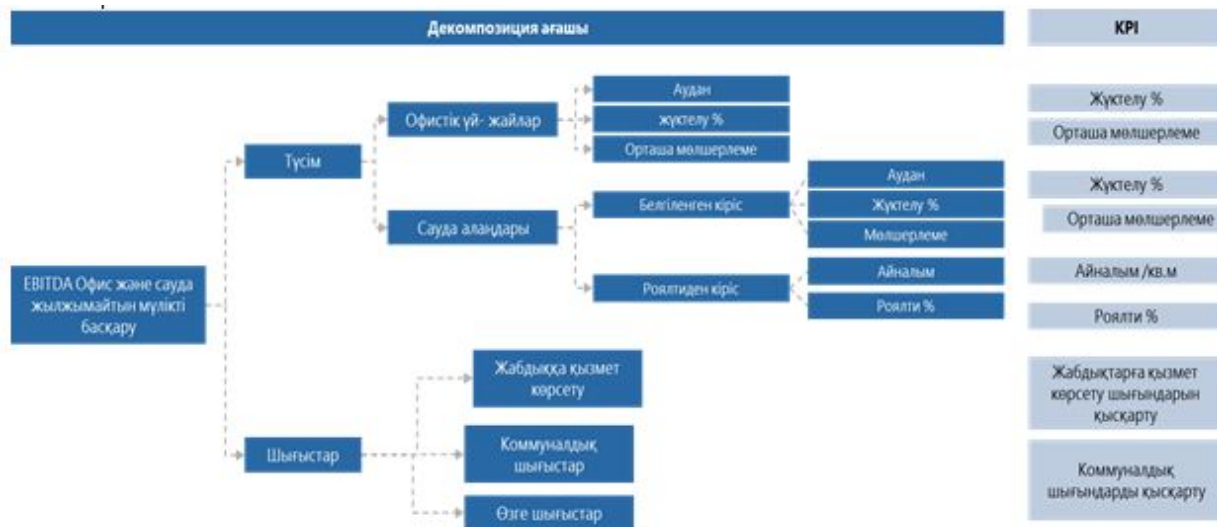 Декомпозиция ағашы
KPI
EBITDA Офис және сауда
жылжымайтын мүлікті
басқару
Түсім
Офистік үй- жайлар
Аудан
жүктелу %
Орташа мөлшерлеме
Сауда алаңдары
Белгіленген кіріс
Аудан
Жүктелу %
Мөлшерлеме
Роялтиден кіріс
Айналым
Роялти %
Шығыстар
Жабдыққа қызмет
көрсету
Коммуналдық
шығыстар
Өзге шығыстар
Жүктелу %
Орташа мөлшерлеме
Жүктелу %
Орташа мөлшерлеме
Айналым /кв.м
Роялти %
Жабдықтарға қызмет
көрсету шығындарын
қысқарту
Коммуналдық
шығындарды қысқарту